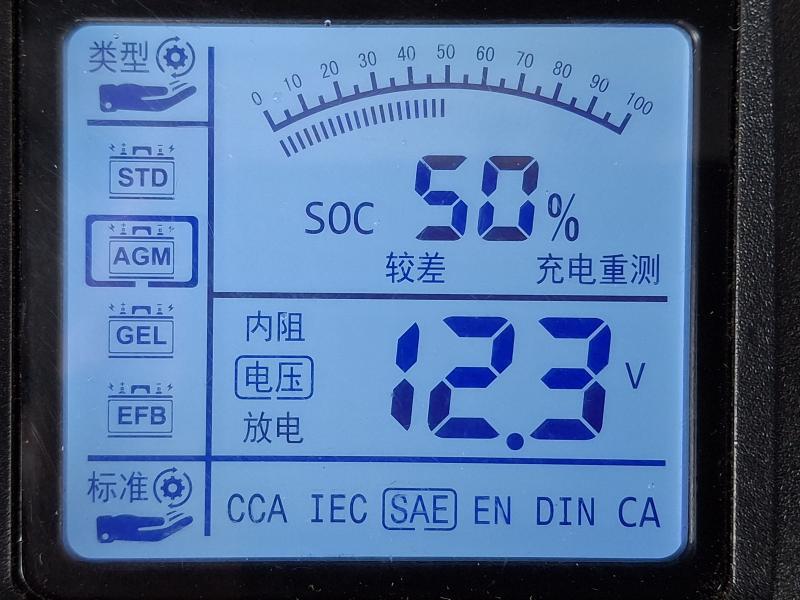 类型
STD
AGM
GEL
EFB
标准
0 10 20 30 40 50 60 70 80 90 100
SOC 50%
较差 充电重测
内阻
电压
放电
12.3 V
CCA IEC SAE EN DIN CA